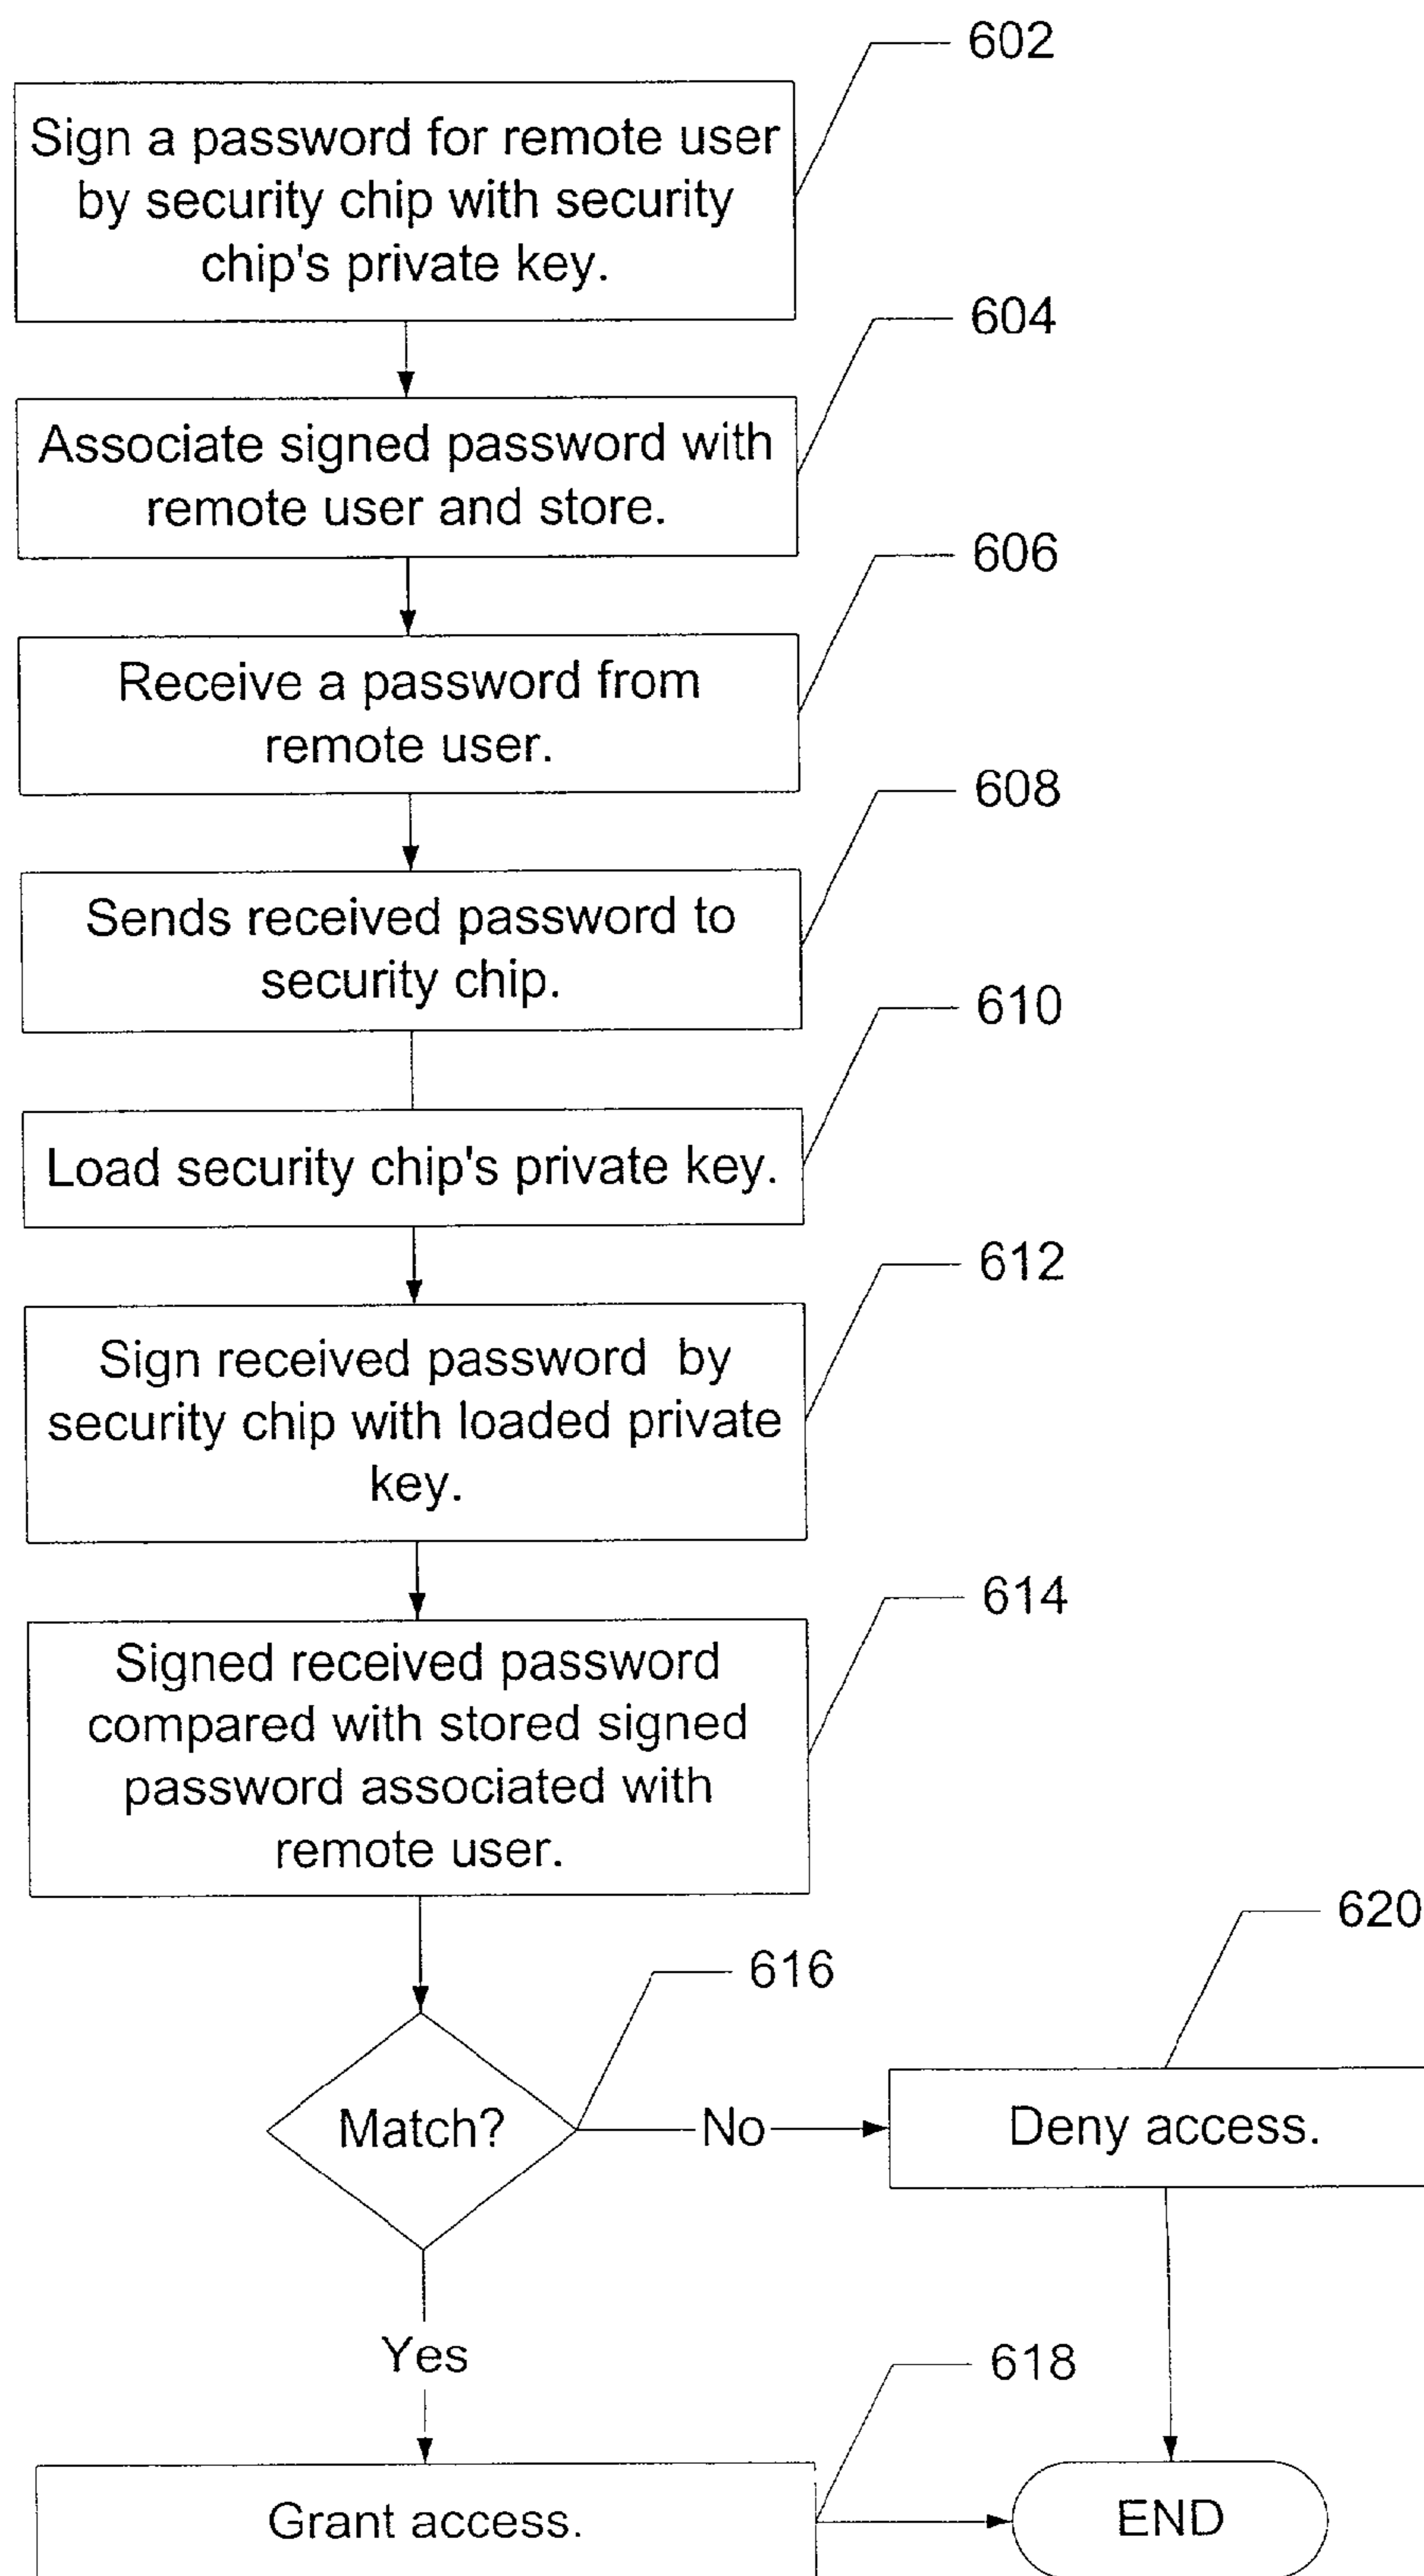 602
Sign a password for remote user
by security chip with security
chip's private key.
604
Associate signed password with
remote user and store.
606
Receive a password from
remote user.
608
Sends received password to
security chip.
610
Load security chip's private key.
612
Sign received password by
security chip with loaded private
key.
614
Signed received password
compared with stored signed
password associated with
remote user.
616
620
Match?
No
Deny access.
Yes
618
Grant access.
END